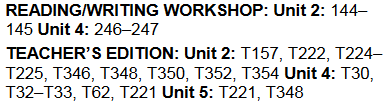 READING/WRITING WORKSHOP: Unit 2: 144–
145 Unit 4: 246–247
TEACHER'S EDITION: Unit 2: T157, T222, T224–
T225, T346, T348, T350, T352, T354 Unit 4: T30,
T32–T33, T62, T221 Unit 5: T221, T348